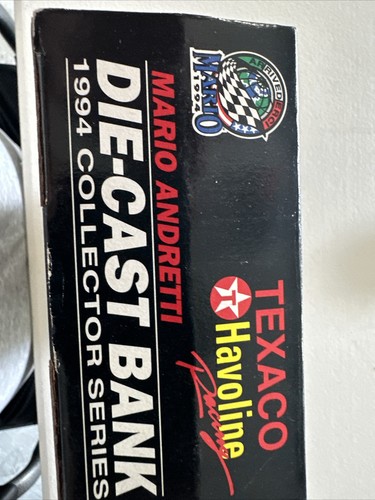 ARRIVEDERCI
MARIO
1994
TEXACO
T
Havoline
Racing
MARIO ANDRETTI
DIE-CAST BANK
1994 COLLECTOR SERIES